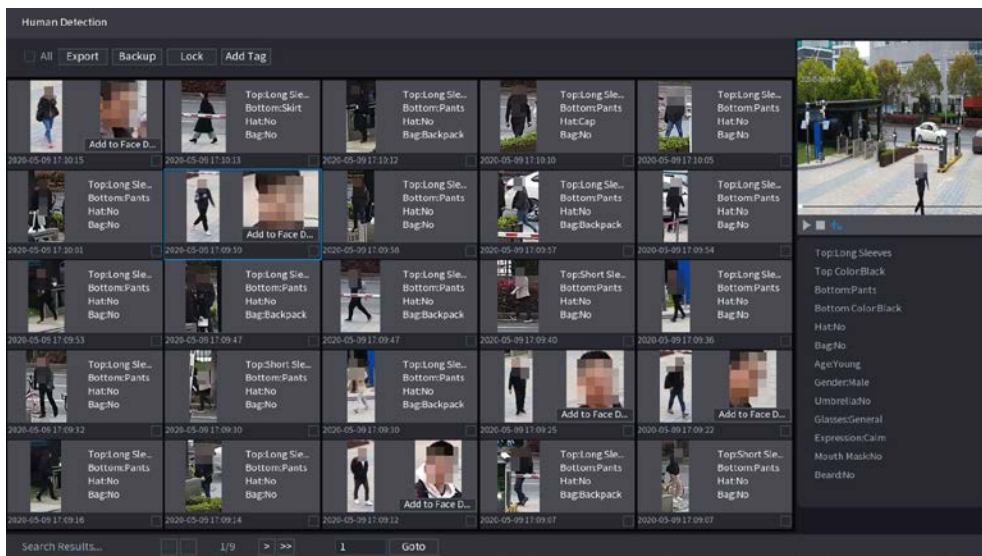 Human Detection
All Export Backup Lock Add Tag
Add to Face D...
2020-05-09 17:10:15
Top:Long Sle...
Bottom:Skirt
Hat:No
Bag:No
2020-05-09 17:10:13
Top:Long Sle...
Bottom:Pants
Hat:No
Bag:Backpack
2020-05-09 17:10:12
Top:Long Sle...
Bottom:Pants
Hat:Cap
Bag:No
2020-05-09 17:10:10
Top:Long Sle...
Bottom:Pants
Hat:No
Bag:No
2020-05-09 17:10:05
Top:Long Sle...
Bottom:Pants
Hat:No
Bag:No
2020-05-09 17:10:01
Add to Face D...
2020-05-09 17:09:59
Top:Long Sle...
Bottom:Pants
Hat:No
Bag:No
2020-05-09 17:09:58
Top:Long Sle...
Bottom:Pants
Hat:No
Bag:Backpack
2020-05-09 17:09:57
Top:Long Sle...
Bottom:Pants
Hat:No
Bag:No
2020-05-09 17:09:54
Top:Long Sle...
Bottom:Pants
Hat:No
Bag:No
2020-05-09 17:09:53
Top:Long Sle...
Bottom:Pants
Hat:No
Bag:Backpack
2020-05-09 17:09:47
Top:Long Sle...
Bottom:Pants
Hat:No
Bag:Backpack
2020-05-09 17:09:47
Top:Short Sle...
Bottom:Pants
Hat:No
Bag:No
2020-05-09 17:09:40
Top:Long Sle...
Bottom:Pants
Hat:No
Bag:No
2020-05-09 17:09:36
Top:Long Sle...
Bottom:Pants
Hat:No
Bag:No
2020-05-09 17:09:32
Top:Short Sle...
Bottom:Pants
Hat:No
Bag:No
2020-05-09 17:09:30
Top:Long Sle...
Bottom:Pants
Hat:No
Bag:Backpack
2020-05-09 17:09:30
Add to Face D...
2020-05-09 17:09:25
Add to Face D...
2020-05-09 17:09:22
Top:Long Sle...
Bottom:Pants
Hat:No
Bag:No
2020-05-09 17:09:16
Top:Long Sle...
Bottom:Pants
Hat:No
Bag:No
2020-05-09 17:09:14
Add to Face D...
2020-05-09 17:09:12
Top:Long Sle...
Bottom:Pants
Hat:No
Bag:Backpack
2020-05-09 17:09:07
Top:Short Sle...
Bottom:Pants
Hat:No
Bag:No
2020-05-09 17:09:07
Top:Long Sleeves
Top Color:Black
Bottom:Pants
Bottom Color:Black
Hat:No
Bag:No
Age:Young
Gender:Male
Umbrella:No
Glasses:General
Expression:Calm
Mouth Mask:No
Beard:No
Search Results... 1/9 > >> 1 Goto